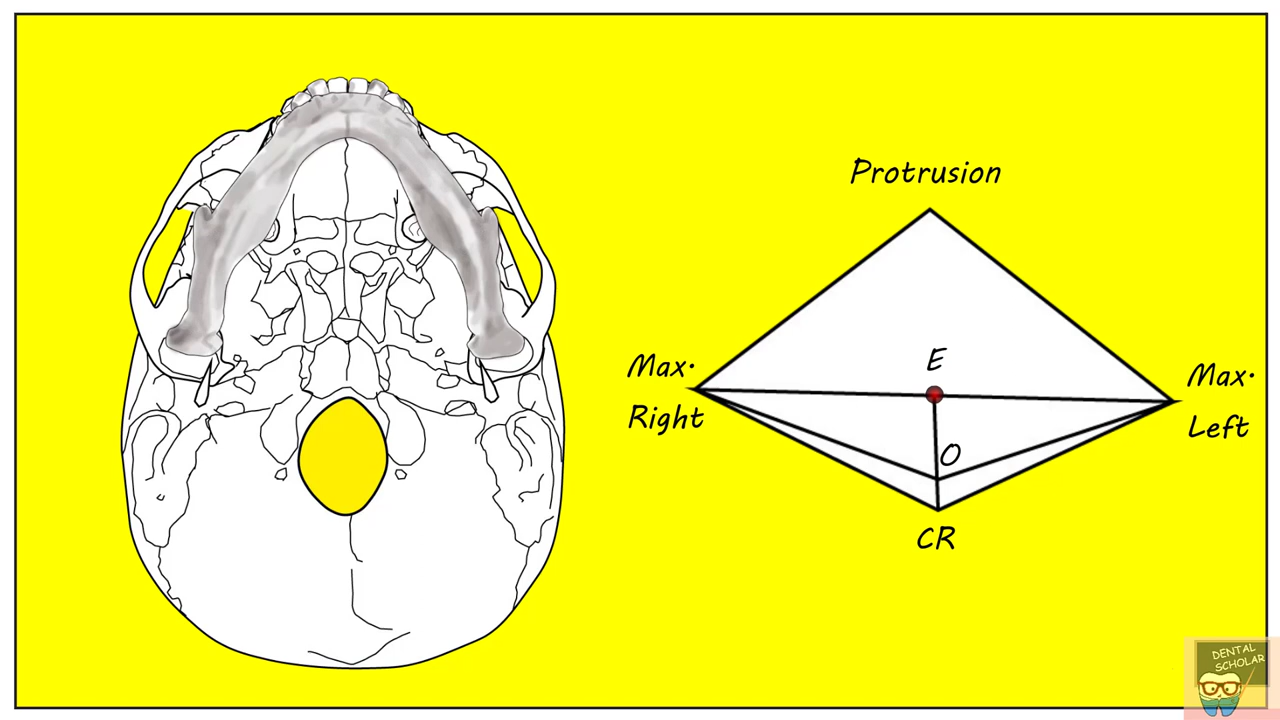 Protrusion
E
Max.
Right
Max.
Left
O
CR
DENTAL
SCHOLAR